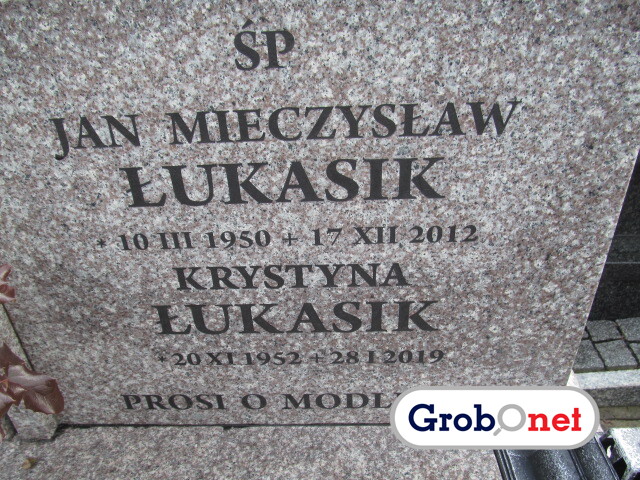 ŚP
JAN MIECZYSŁAW
ŁUKASIK
* 10 III 1950 + 17 XII 2012
KRYSTYNA
ŁUKASIK
* 20 XI 1952 + 28 I 2019
PROSI O
Grobonet